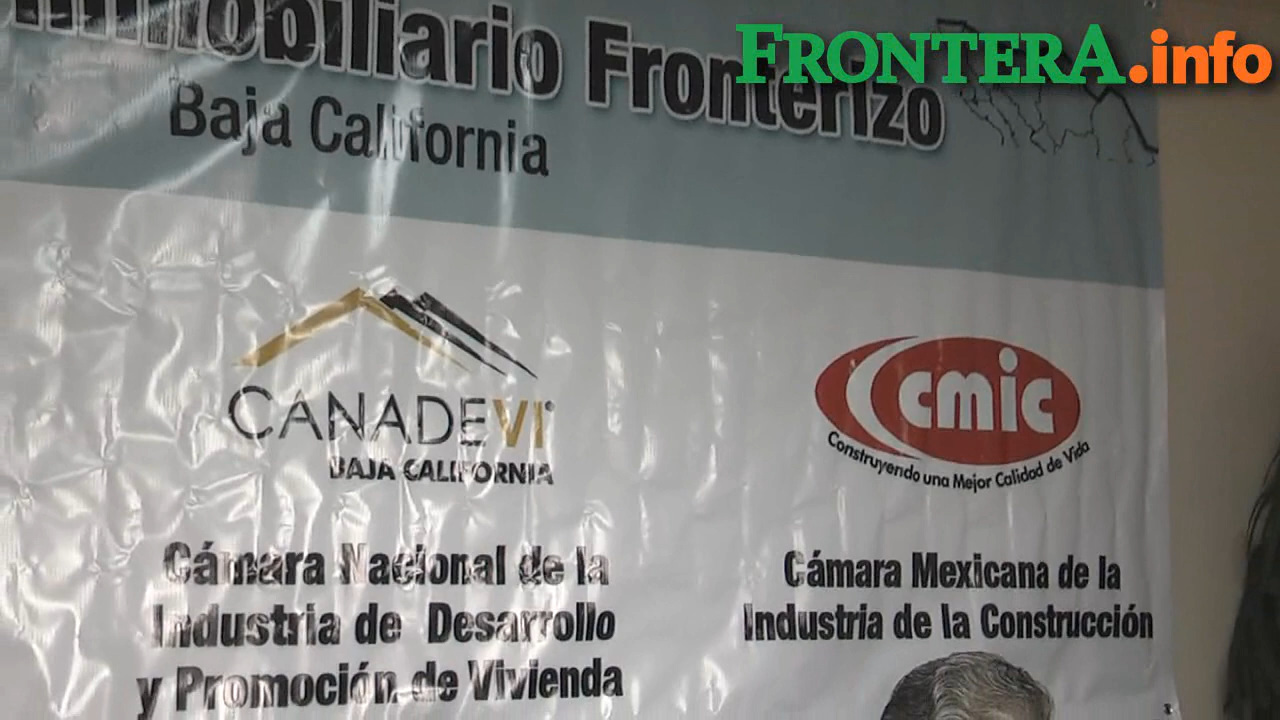 Inmobiliario Fronterizo
Baja California
FRONTERA.info
CANADEVI
BAJA CALIFORNIA
cmic
Construyendo una Mejor Calidad de Vida
Cámara Nacional de la
Industria de Desarrollo
y Promoción de Vivienda
Cámara Mexicana de la
Industria de la Construcción